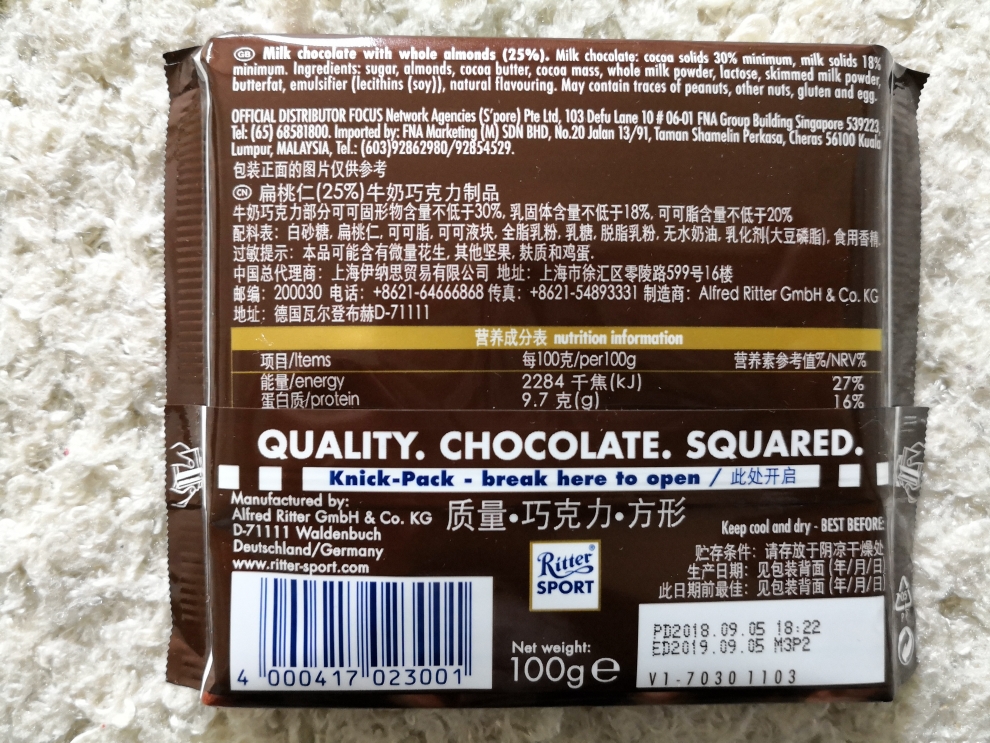 GB Milk chocolate with whole almonds (25%). Milk chocolate: cocoa solids 30% minimum, milk solids 18%
minimum. Ingredients: sugar, almonds, cocoa butter, cocoa mass, whole milk powder, lactose, skimmed milk powder,
butterfat, emulsifier (lecithins (soy)), natural flavouring. May contain traces of peanuts, other nuts, gluten and egg.
OFFICIAL DISTRIBUTOR FOCUS Network Agencies (S'pore) Pte Ltd, 103 Defu Lane 10 # 06-01 FNA Group Building Singapore 539223,
Tel: (65) 68581800. Imported by: FNA Marketing (M) SDN BHD, No.20 Jalan 13/91, Taman Shamelin Perkasa, Cheras 56100 Kuala
Lumpur, MALAYSIA, Tel.: (603)92862980/92854529.
包装正面的图片仅供参考
CN 扁桃仁(25%)牛奶巧克力制品
牛奶巧克力部分可可固形物含量不低于30%, 乳固体含量不低于18%, 可可脂含量不低于20%
配料表: 白砂糖, 扁桃仁, 可可脂, 可可液块, 全脂乳粉, 乳糖, 脱脂乳粉, 无水奶油, 乳化剂(大豆磷脂), 食用香精.
过敏提示: 本品可能含有微量花生, 其他坚果, 麸质和鸡蛋.
中国总代理商: 上海伊纳思贸易有限公司 地址: 上海市徐汇区零陵路599号16楼
邮编: 200030 电话: +8621-64666868 传真: +8621-54893331 制造商: Alfred Ritter GmbH & Co. KG
地址: 德国瓦尔登布赫D-71111
营养成分表 nutrition information
项目/Items 每100克/per100g 营养素参考值%/NRV%
能量/energy 2284 千焦(kJ) 27%
蛋白质/protein 9.7 克(g) 16%
QUALITY. CHOCOLATE. SQUARED.
Knick-Pack - break here to open / 此处开启
Manufactured by:
Alfred Ritter GmbH & Co. KG
D-71111 Waldenbuch
Deutschland/Germany
www.ritter-sport.com
质量•巧克力•方形
Keep cool and dry - BEST BEFORE:
贮存条件: 请存放于阴凉干燥处
生产日期: 见包装背面(年/月/日)
此日期前最佳: 见包装背面(年/月/日)
Ritter
SPORT
PD2018.09.05 18:22
ED2019.09.05 M3P2
V1-7030 1103
Net weight:
100g e
4 000417 023001